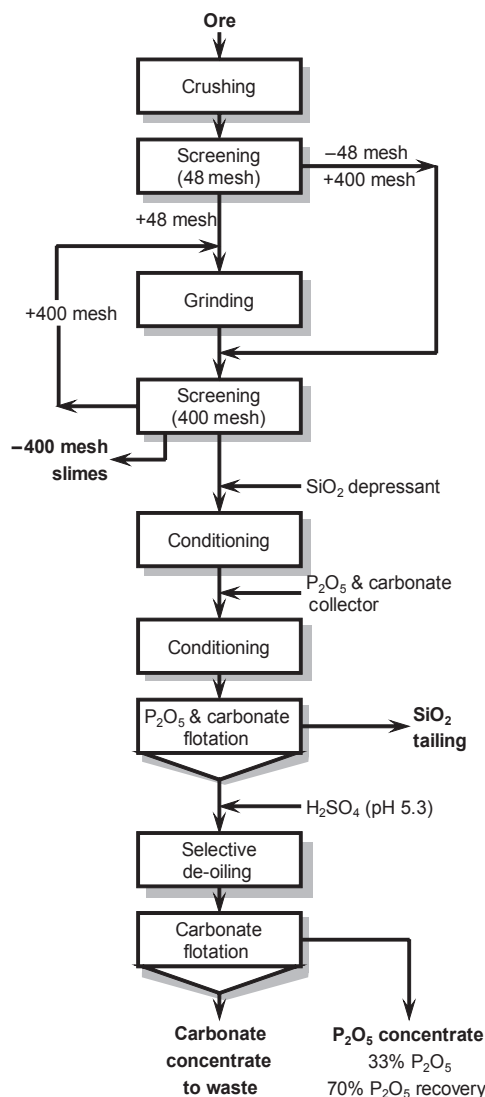 Ore
Crushing
Screening
(48 mesh)
–48 mesh
+400 mesh
+48 mesh
Grinding
+400 mesh
Screening
(400 mesh)
–400 mesh
slimes
SiO₂ depressant
Conditioning
P₂O₅ & carbonate
collector
Conditioning
P₂O₅ & carbonate
flotation
SiO₂
tailing
H₂SO₄ (pH 5.3)
Selective
de-oiling
Carbonate
flotation
Carbonate
concentrate
to waste
P₂O₅ concentrate
33% P₂O₅
70% P₂O₅ recovery